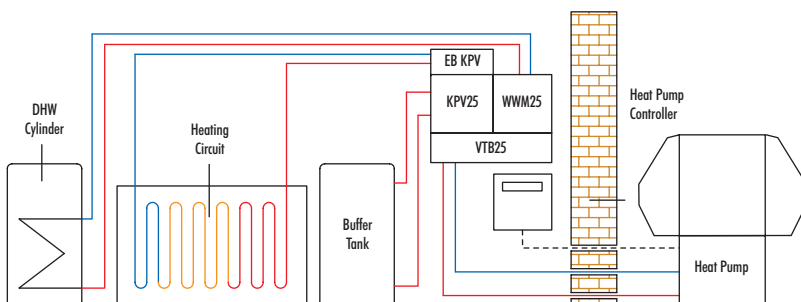 EB KPV
KPV25
WWM25
VTB25
DHW
Cylinder
Heating
Circuit
Buffer
Tank
Heat Pump
Controller
Heat Pump